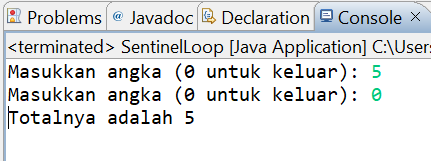 Problems @ Javadoc Declaration Console
<terminated> SentinelLoop [Java Application] C:\Users
Masukkan angka (0 untuk keluar): 5
Masukkan angka (0 untuk keluar): 0
Totalnya adalah 5